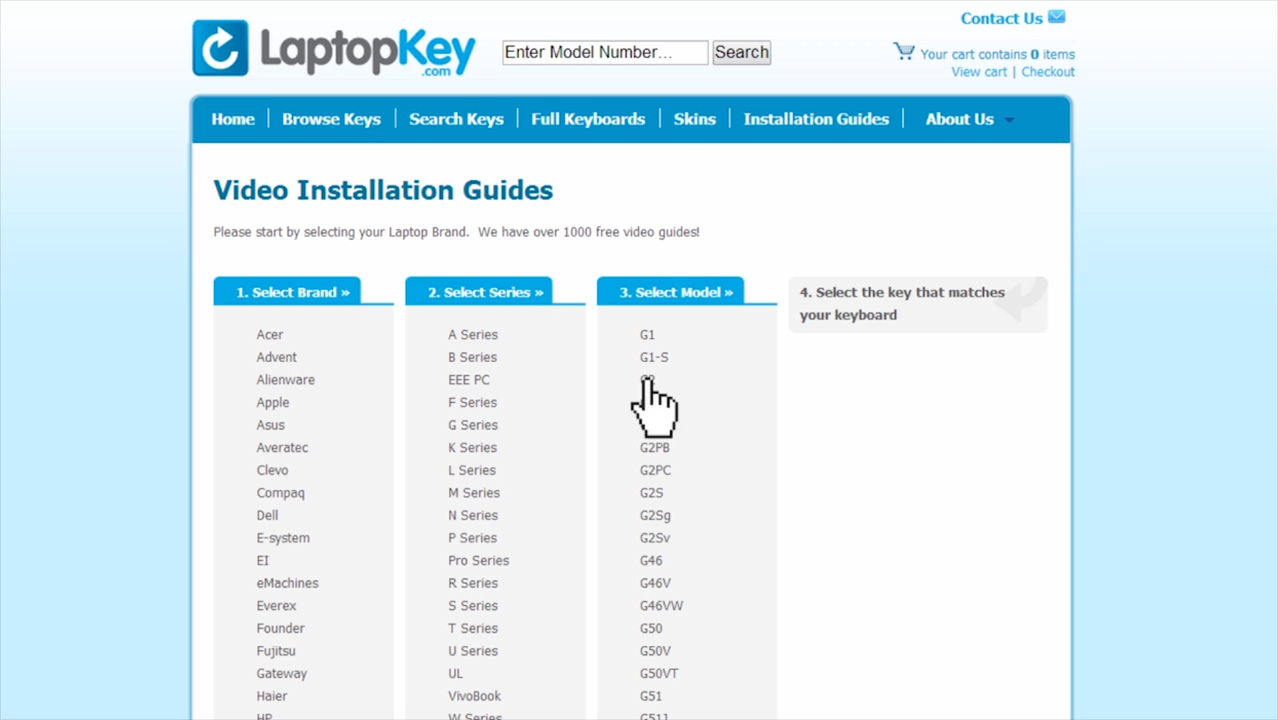 Contact Us
LaptopKey
.com
Enter Model Number...
Search
Your cart contains 0 items
View cart | Checkout
Home
Browse Keys
Search Keys
Full Keyboards
Skins
Installation Guides
About Us
Video Installation Guides
Please start by selecting your Laptop Brand. We have over 1000 free video guides!
1. Select Brand »
Acer
Advent
Alienware
Apple
Asus
Averatec
Clevo
Compaq
Dell
E-system
EI
eMachines
Everex
Founder
Fujitsu
Gateway
Haier
HP
2. Select Series »
A Series
B Series
EEE PC
F Series
G Series
K Series
L Series
M Series
N Series
P Series
Pro Series
R Series
S Series
T Series
U Series
UL
VivoBook
W Series
3. Select Model »
G1
G1-S
G2PB
G2PC
G2S
G2Sg
G2Sv
G46
G46V
G46VW
G50
G50V
G50VT
G51
G51J
4. Select the key that matches
your keyboard